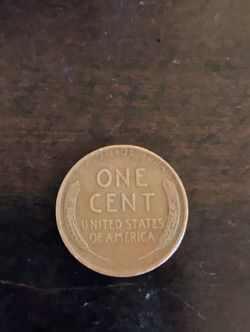 ONE
CENT
UNITED STATES
OF AMERICA